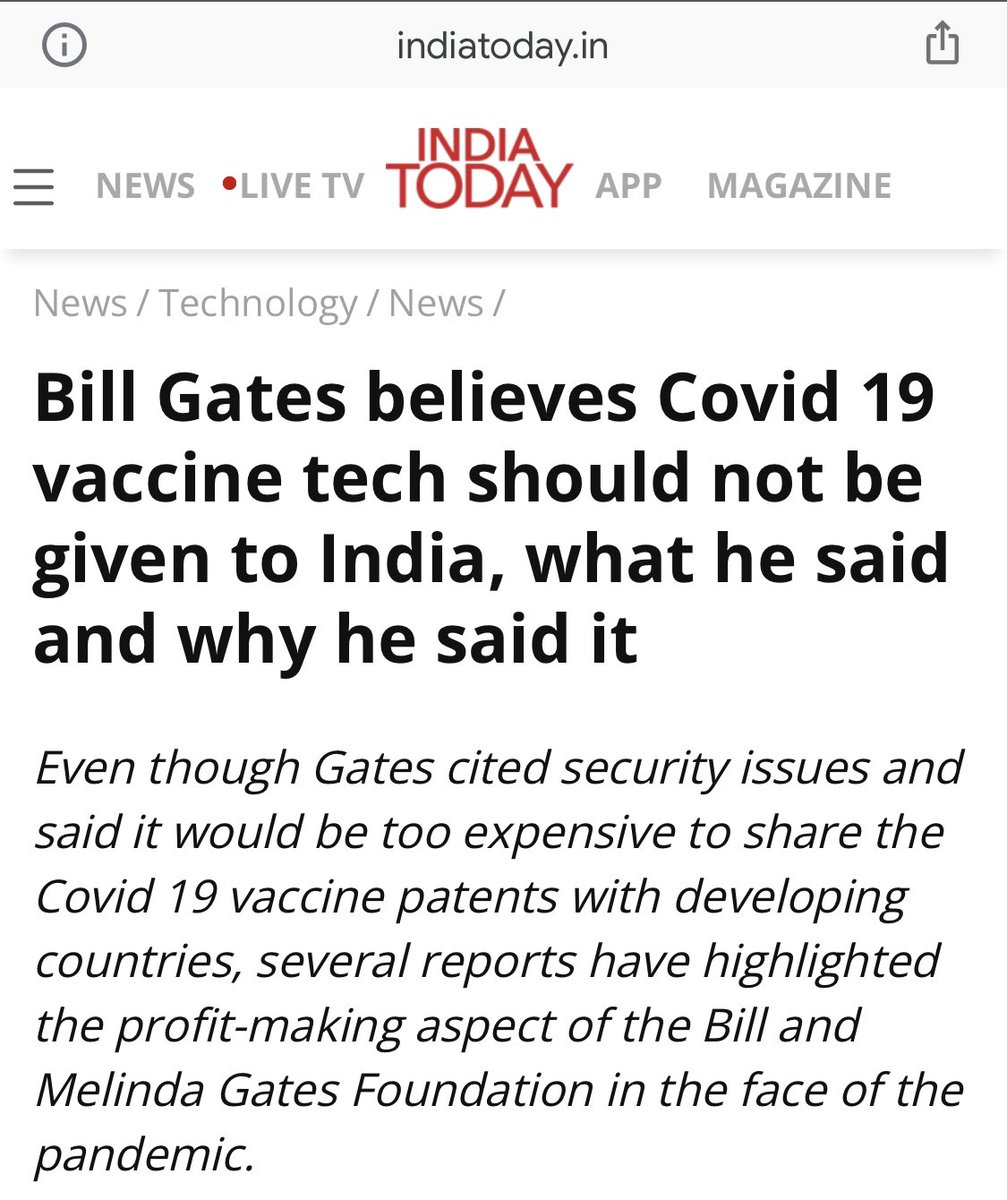 indiatoday.in
NEWS •LIVE TV INDIA TODAY APP MAGAZINE
News / Technology / News /
Bill Gates believes Covid 19
vaccine tech should not be
given to India, what he said
and why he said it
Even though Gates cited security issues and
said it would be too expensive to share the
Covid 19 vaccine patents with developing
countries, several reports have highlighted
the profit-making aspect of the Bill and
Melinda Gates Foundation in the face of the
pandemic.